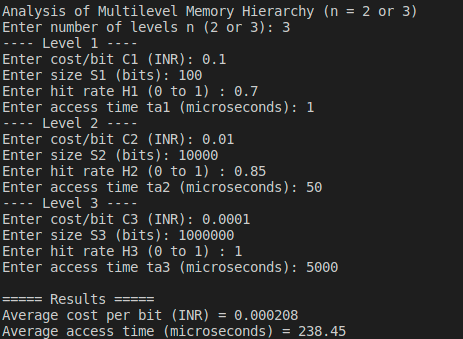 Analysis of Multilevel Memory Hierarchy (n = 2 or 3)
Enter number of levels n (2 or 3): 3
---- Level 1 ----
Enter cost/bit C1 (INR): 0.1
Enter size S1 (bits): 100
Enter hit rate H1 (0 to 1) : 0.7
Enter access time ta1 (microseconds): 1
---- Level 2 ----
Enter cost/bit C2 (INR): 0.01
Enter size S2 (bits): 10000
Enter hit rate H2 (0 to 1) : 0.85
Enter access time ta2 (microseconds): 50
---- Level 3 ----
Enter cost/bit C3 (INR): 0.0001
Enter size S3 (bits): 1000000
Enter hit rate H3 (0 to 1) : 1
Enter access time ta3 (microseconds): 5000
===== Results =====
Average cost per bit (INR) = 0.000208
Average access time (microseconds) = 238.45